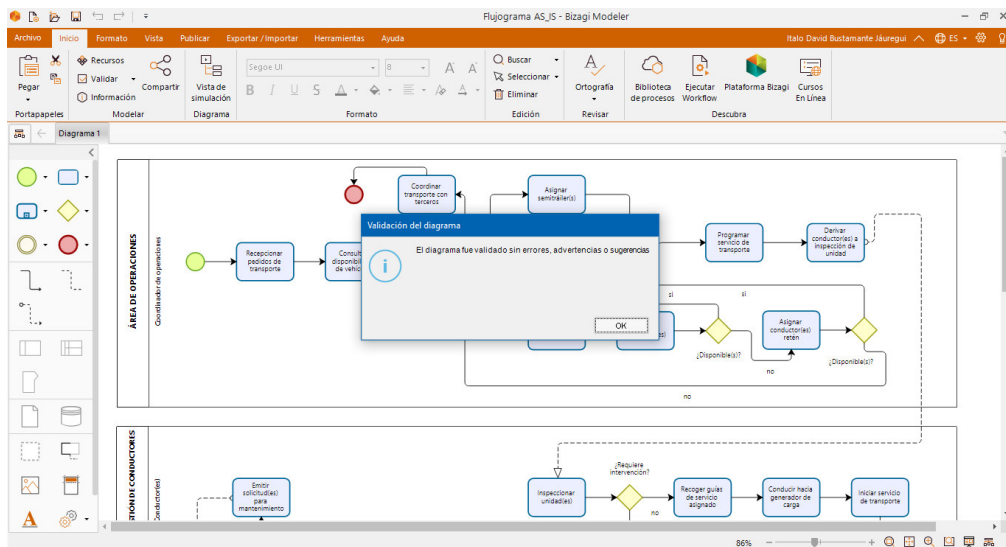 Flujograma AS_IS - Bizagi Modeler
Archivo Inicio Formato Vista Publicar Exportar / Importar Herramientas Ayuda
Italo David Bustamante Jáuregui
ES
Pegar
Portapapeles
Recursos
Validar
Información
Compartir
Modelar
Vista de
simulación
Diagrama
Segoe UI
8
A A
B I U S A
Formato
Buscar
Seleccionar
Eliminar
Edición
Ortografía
Revisar
Biblioteca
de procesos
Ejecutar
Workflow
Plataforma Bizagi
Cursos
En Línea
Descubra
Diagrama 1
ÁREA DE OPERACIONES
Coordinador de operaciones
Recepcionar
pedidos de
transporte
Coordinar
transporte con
terceros
Asignar
semitráiler(s)
Programar
servicio de
transporte
Derivar
conductor(es) a
inspección de
unidad
Validación del diagrama
El diagrama fue validado sin errores, advertencias o sugerencias
i
OK
si
si
¿Disponible(s)?
Asignar
conductor(es)
retén
no
¿Disponible(s)?
no
CONDUCTORES
Emitir
solicitud(es)
para
mantenimiento
Inspeccionar
unidad(es)
¿Requiere
intervención?
no
Recoger guías
de servicio
asignado
Conducir hacia
generador de
carga
Iniciar servicio
de transporte
A
86%